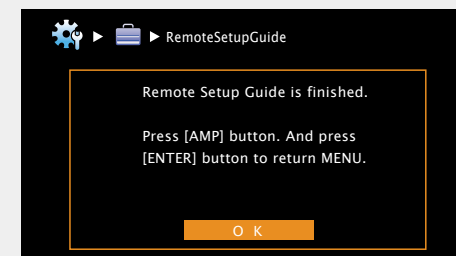 RemoteSetupGuide
Remote Setup Guide is finished.
Press [AMP] button. And press
[ENTER] button to return MENU.
O K